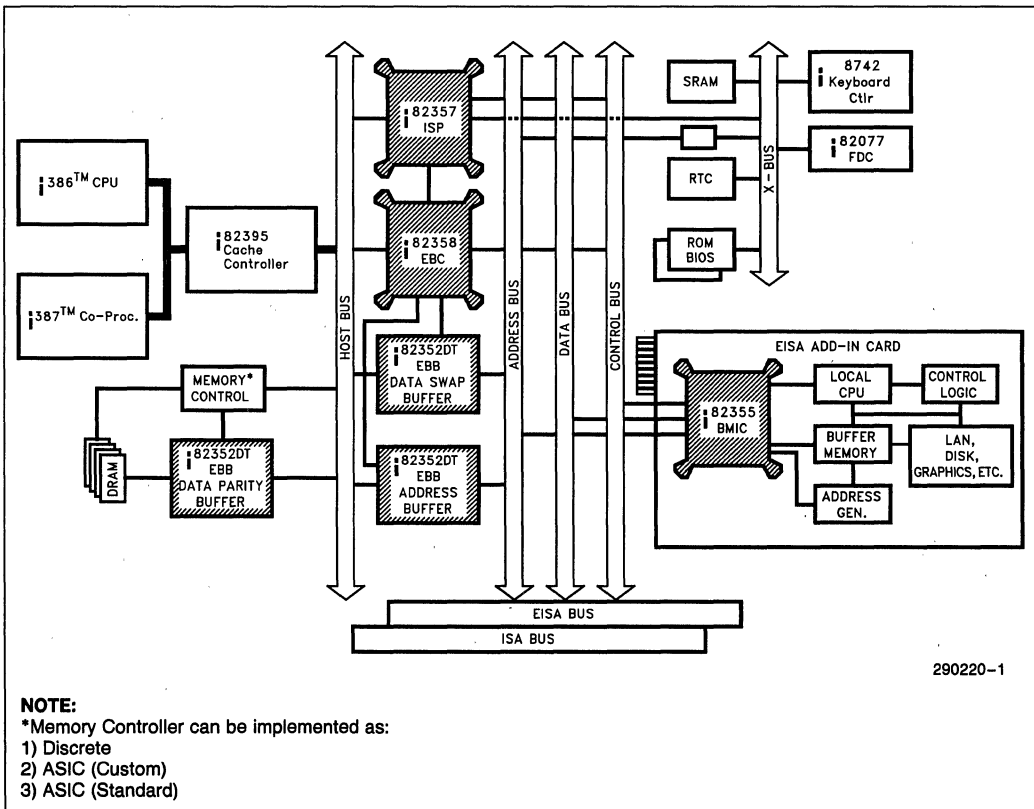 i386™ CPU
i387™ Co-Proc.
i82395
Cache
Controller
HOST BUS
i82357
ISP
i82358
EBC
i82352DT
EBB
DATA SWAP
BUFFER
i82352DT
EBB
ADDRESS
BUFFER
MEMORY*
CONTROL
i82352DT
EBB
DATA PARITY
BUFFER
DRAM
ADDRESS BUS
DATA BUS
CONTROL BUS
SRAM
RTC
ROM
BIOS
X-BUS
i8742
Keyboard
Ctlr
i82077
FDC
EISA ADD-IN CARD
i82355
BMIC
LOCAL
CPU
CONTROL
LOGIC
BUFFER
MEMORY
LAN,
DISK,
GRAPHICS, ETC.
ADDRESS
GEN.
EISA BUS
ISA BUS
290220-1
NOTE:
*Memory Controller can be implemented as:
1) Discrete
2) ASIC (Custom)
3) ASIC (Standard)